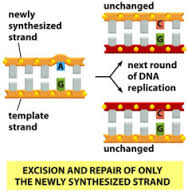 newly
synthesized
strand
A
G
template
strand
unchanged
C
G
next round
of DNA
replication
C
G
unchanged
EXCISION AND REPAIR OF ONLY
THE NEWLY SYNTHESIZED STRAND